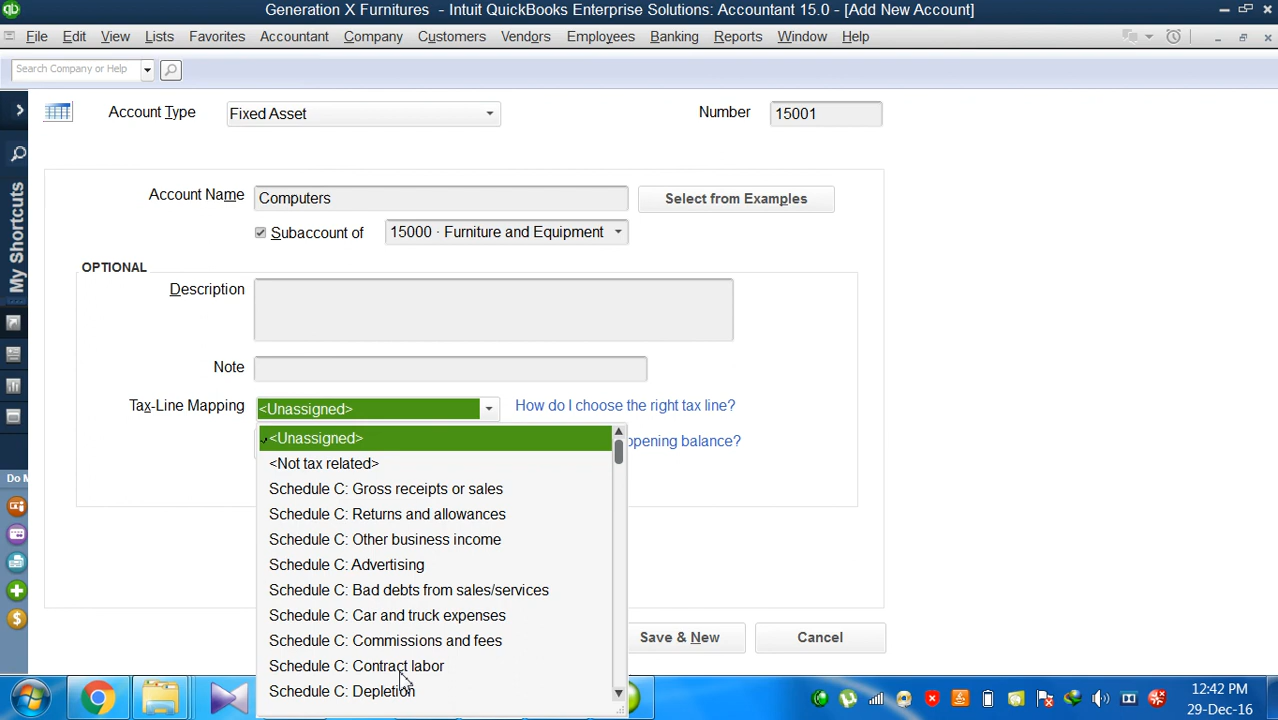 Generation X Furnitures - Intuit QuickBooks Enterprise Solutions: Accountant 15.0 - [Add New Account]
File Edit View Lists Favorites Accountant Company Customers Vendors Employees Banking Reports Window Help
Search Company or Help
Account Type Fixed Asset Number 15001
Account Name Computers Select from Examples
Subaccount of 15000 · Furniture and Equipment
OPTIONAL
Description
Note
Tax-Line Mapping <Unassigned> How do I choose the right tax line?
<Unassigned> opening balance?
<Not tax related>
Schedule C: Gross receipts or sales
Schedule C: Returns and allowances
Schedule C: Other business income
Schedule C: Advertising
Schedule C: Bad debts from sales/services
Schedule C: Car and truck expenses
Schedule C: Commissions and fees
Schedule C: Contract labor
Schedule C: Depletion
Save & New Cancel
My Shortcuts
Do M
qb
12:42 PM
29-Dec-16